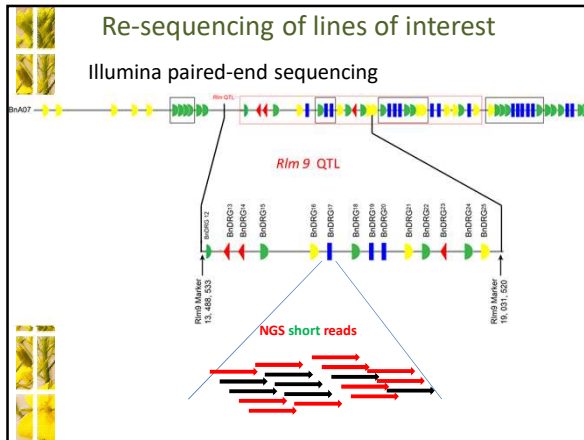 Re-sequencing of lines of interest
Illumina paired-end sequencing
Rlm QTL
BnA07
Rlm 9 QTL
BnDRG 12
BnDRG13
BnDRG14
BnDRG15
BnDRG16
BnDRG17
BnDRG18
BnDRG19
BnDRG20
BnDRG21
BnDRG22
BnDRG23
BnDRG24
BnDRG25
Rlm9 Marker
13, 488, 533
Rlm9 Marker
19, 031, 520
NGS short reads